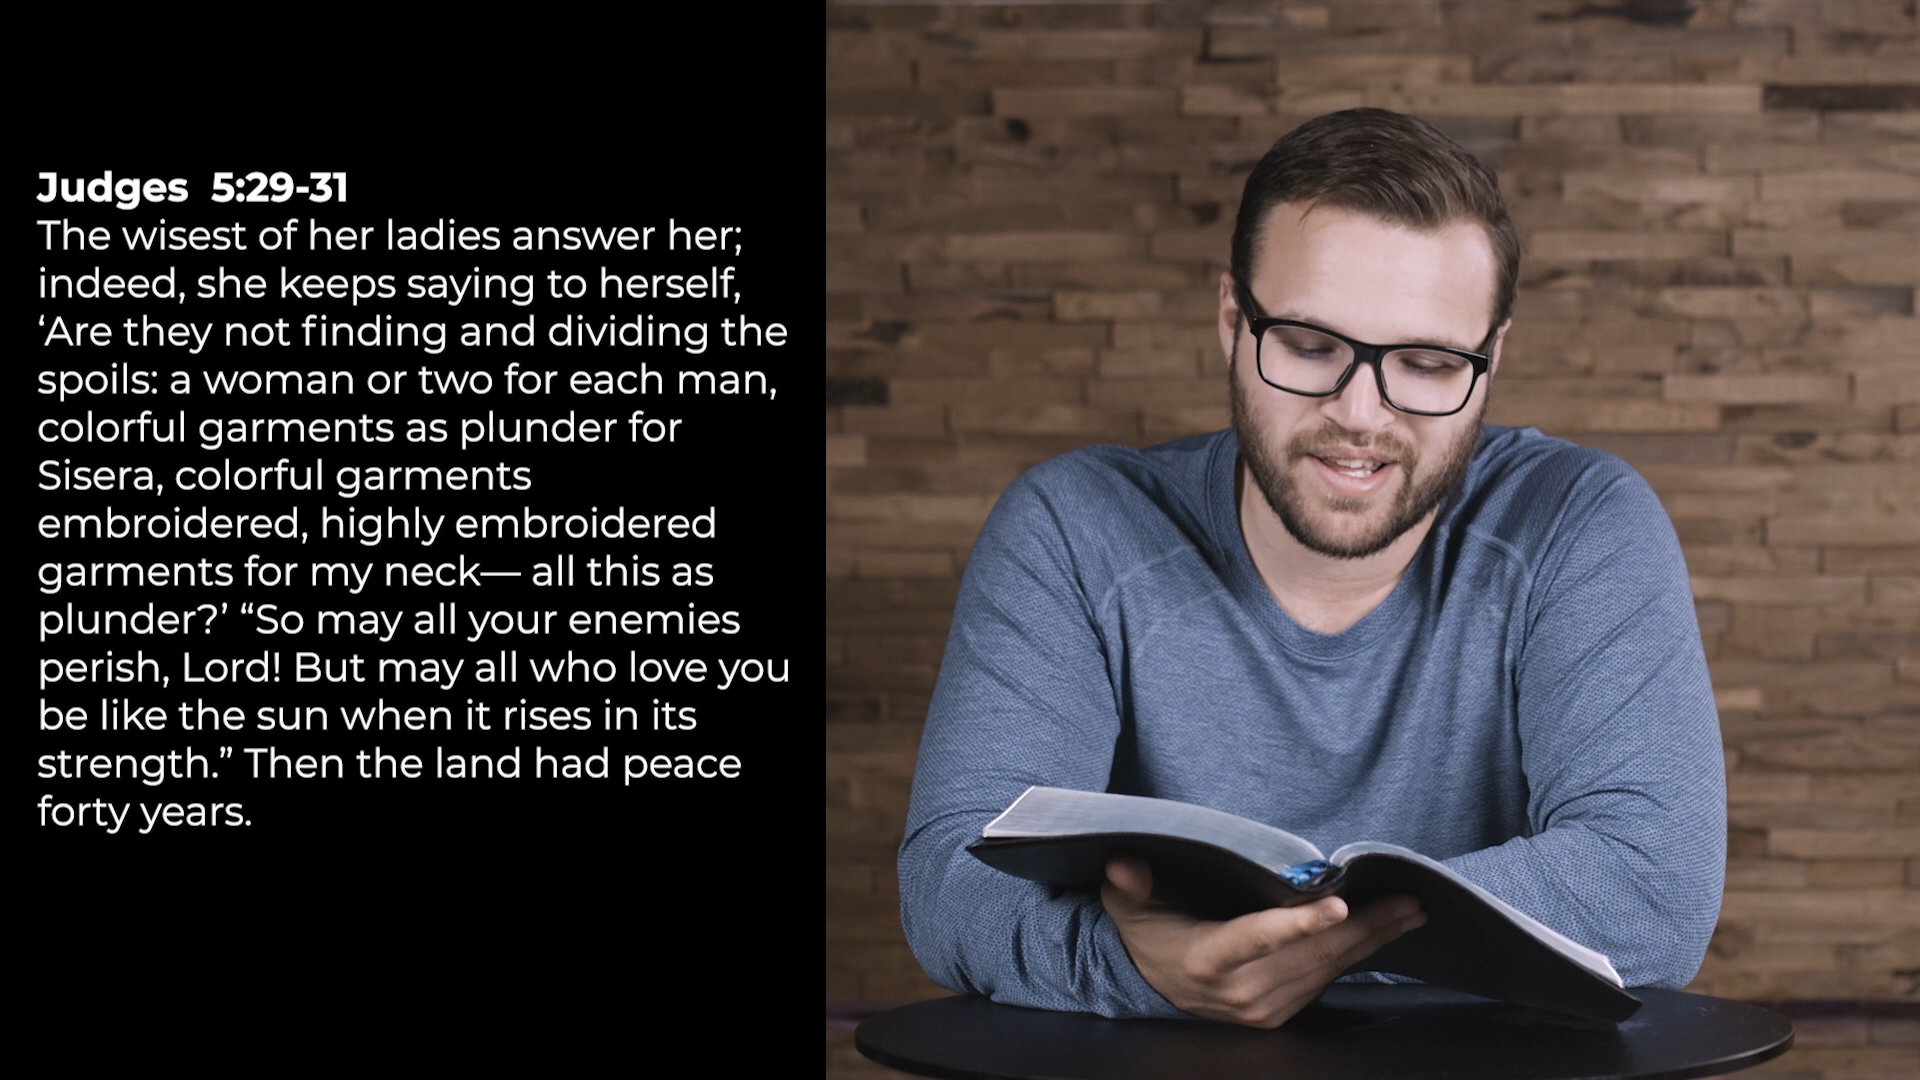 Judges  5:29-31
The wisest of her ladies answer her;
indeed, she keeps saying to herself,
‘Are they not finding and dividing the
spoils: a woman or two for each man,
colorful garments as plunder for
Sisera, colorful garments
embroidered, highly embroidered
garments for my neck— all this as
plunder?’ “So may all your enemies
perish, Lord! But may all who love you
be like the sun when it rises in its
strength.” Then the land had peace
forty years.